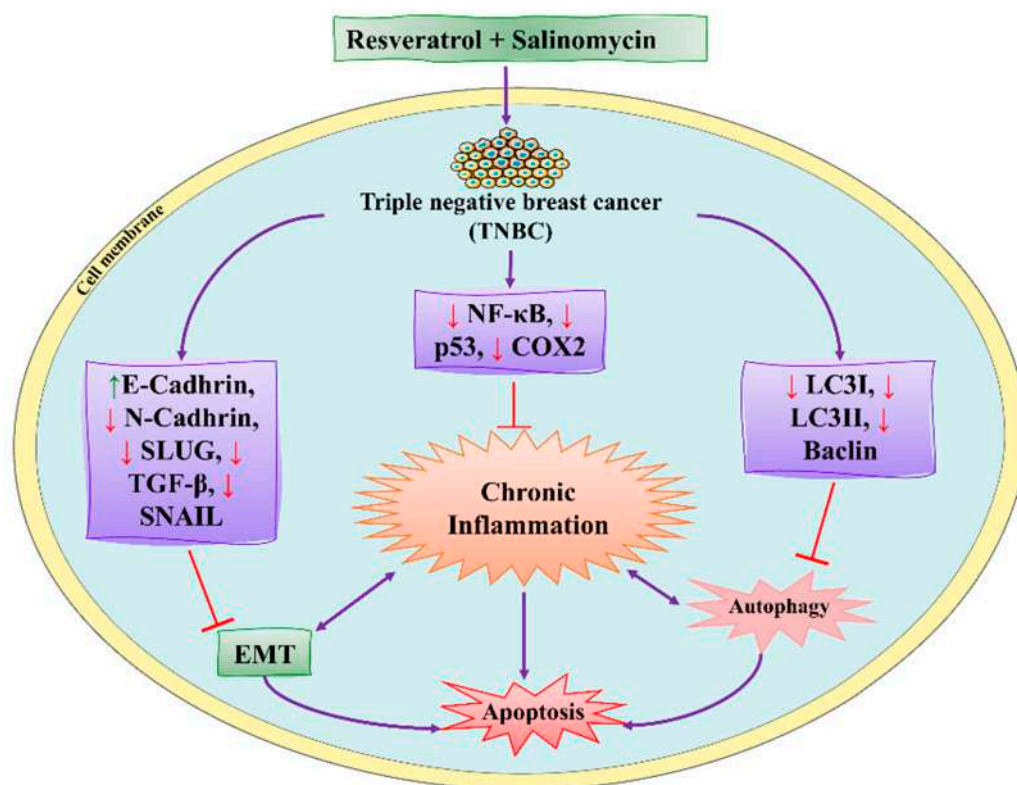 Resveratrol + Salinomycin
Cell membrane
Triple negative breast cancer
(TNBC)
↓ NF-κB, ↓
p53, ↓ COX2
↑E-Cadhrin,
↓ N-Cadhrin,
↓ SLUG, ↓
TGF-β, ↓
SNAIL
↓ LC3I, ↓
LC3II, ↓
Baclin
Chronic
Inflammation
Autophagy
EMT
Apoptosis